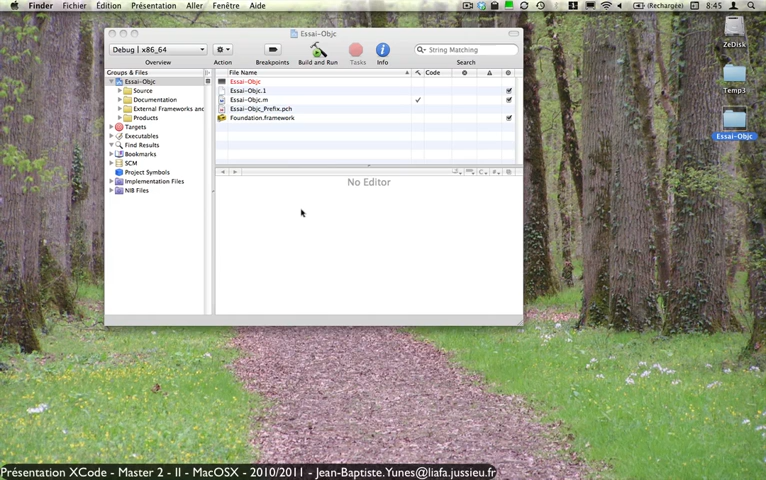 Finder Fichier Édition Présentation Aller Fenêtre Aide (Rechargée) 8:45
Essai-Objc
Debug | x86_64
String Matching
Overview Action Breakpoints Build and Run Tasks Info Search
Groups & Files File Name Code
Essai-Objc Essai-Objc
Source Essai-Objc.1
Documentation Essai-Objc.m
External Frameworks and Essai-Objc_Prefix.pch
Products Foundation.framework
Targets
Executables
Find Results
Bookmarks
SCM
Project Symbols
Implementation Files
NIB Files
No Editor
ZeDisk
Temp3
Essai-Objc
Présentation XCode - Master 2 - II - MacOSX - 2010/2011 - Jean-Baptiste.Yunes@liafa.jussieu.fr